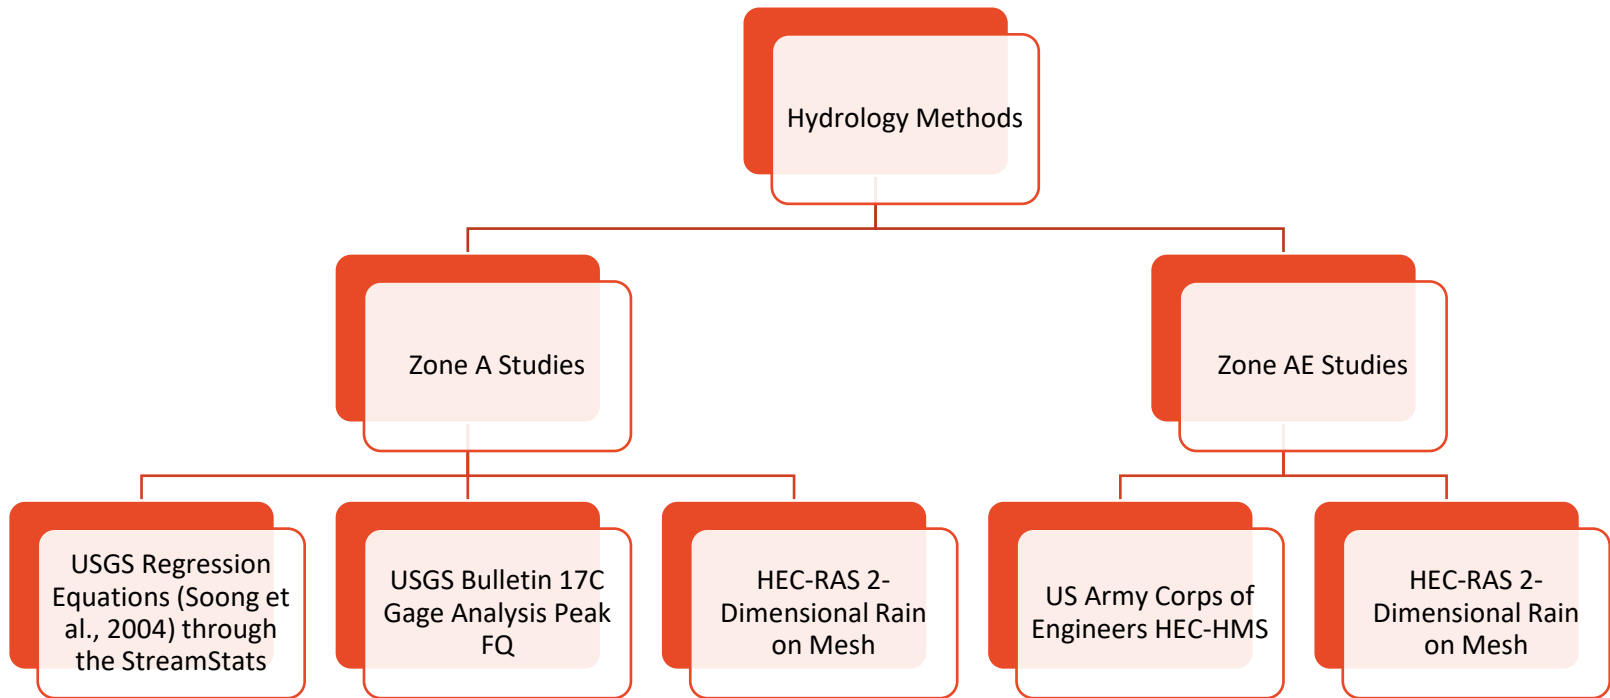 Hydrology Methods
Zone A Studies
Zone AE Studies
USGS Regression
Equations (Soong et
al., 2004) through
the StreamStats
USGS Bulletin 17C
Gage Analysis Peak
FQ
HEC-RAS 2-
Dimensional Rain
on Mesh
US Army Corps of
Engineers HEC-HMS
HEC-RAS 2-
Dimensional Rain
on Mesh